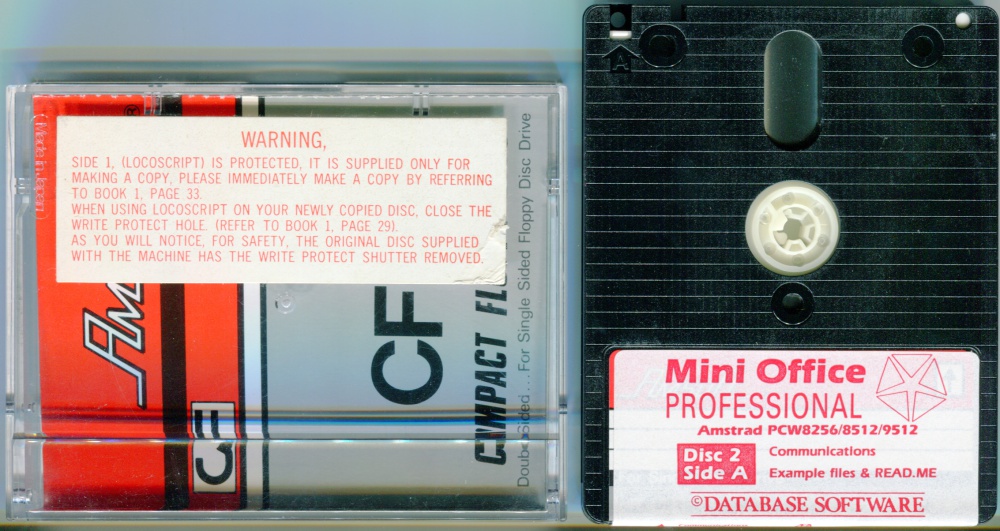 WARNING,
SIDE 1, (LOCOSCRIPT) IS PROTECTED, IT IS SUPPLIED ONLY FOR
MAKING A COPY, PLEASE IMMEDIATELY MAKE A COPY BY REFERRING
TO BOOK 1, PAGE 33.
WHEN USING LOCOSCRIPT ON YOUR NEWLY COPIED DISC, CLOSE THE
WRITE PROTECT HOLE. (REFER TO BOOK 1, PAGE 29).
AS YOU WILL NOTICE, FOR SAFETY, THE ORIGINAL DISC SUPPLIED
WITH THE MACHINE HAS THE WRITE PROTECT SHUTTER REMOVED.
Made in Japan
®
CF
CF
COMPACT
Double Sided....For Single Sided Floppy Disc Drive
A
Mini Office
PROFESSIONAL
Amstrad PCW8256/8512/9512
Disc 2
Side A
Communications
Example files & READ.ME
©DATABASE SOFTWARE